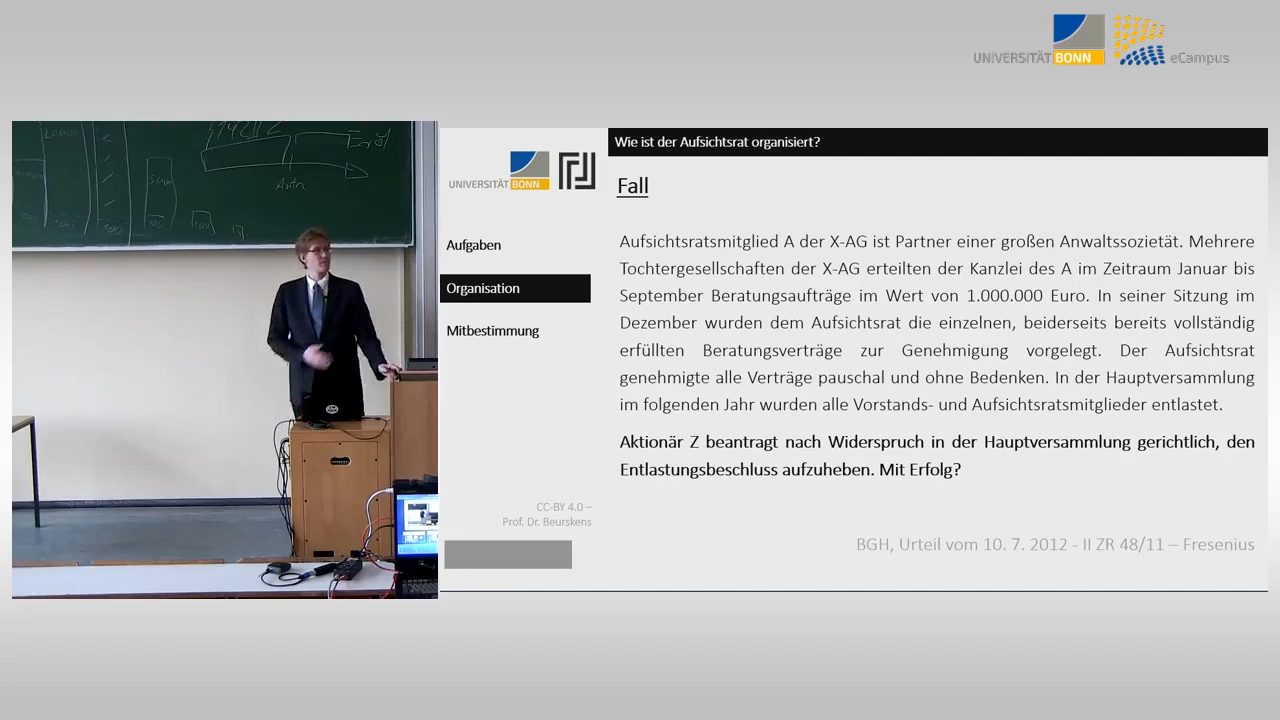 UNIVERSITÄT BONN
eCampus
Wie ist der Aufsichtsrat organisiert?
UNIVERSITÄT BONN
Aufgaben
Organisation
Mitbestimmung
Fall
Aufsichtsratsmitglied A der X-AG ist Partner einer großen Anwaltssozietät. Mehrere
Tochtergesellschaften der X-AG erteilten der Kanzlei des A im Zeitraum Januar bis
September Beratungsaufträge im Wert von 1.000.000 Euro. In seiner Sitzung im
Dezember wurden dem Aufsichtsrat die einzelnen, beiderseits bereits vollständig
erfüllten Beratungsverträge zur Genehmigung vorgelegt. Der Aufsichtsrat
genehmigte alle Verträge pauschal und ohne Bedenken. In der Hauptversammlung
im folgenden Jahr wurden alle Vorstands- und Aufsichtsratsmitglieder entlastet.
Aktionär Z beantragt nach Widerspruch in der Hauptversammlung gerichtlich, den
Entlastungsbeschluss aufzuheben. Mit Erfolg?
CC-BY 4.0 –
Prof. Dr. Beurskens
BGH, Urteil vom 10. 7. 2012 - II ZR 48/11 – Fresenius